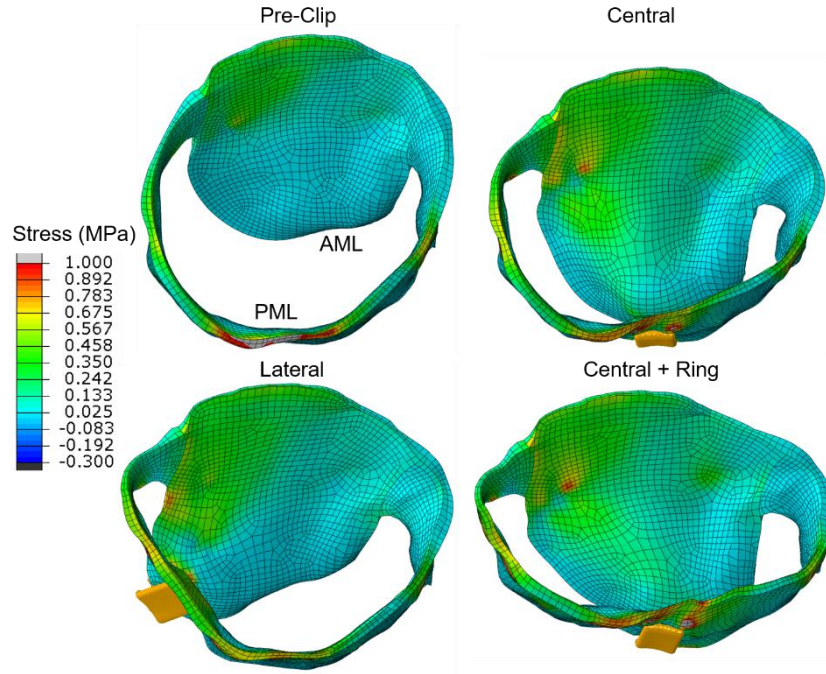 Pre-Clip
Central
AML
PML
Stress (MPa)
1.000
0.892
0.783
0.675
0.567
0.458
0.350
0.242
0.133
0.025
-0.083
-0.192
-0.300
Lateral
Central + Ring